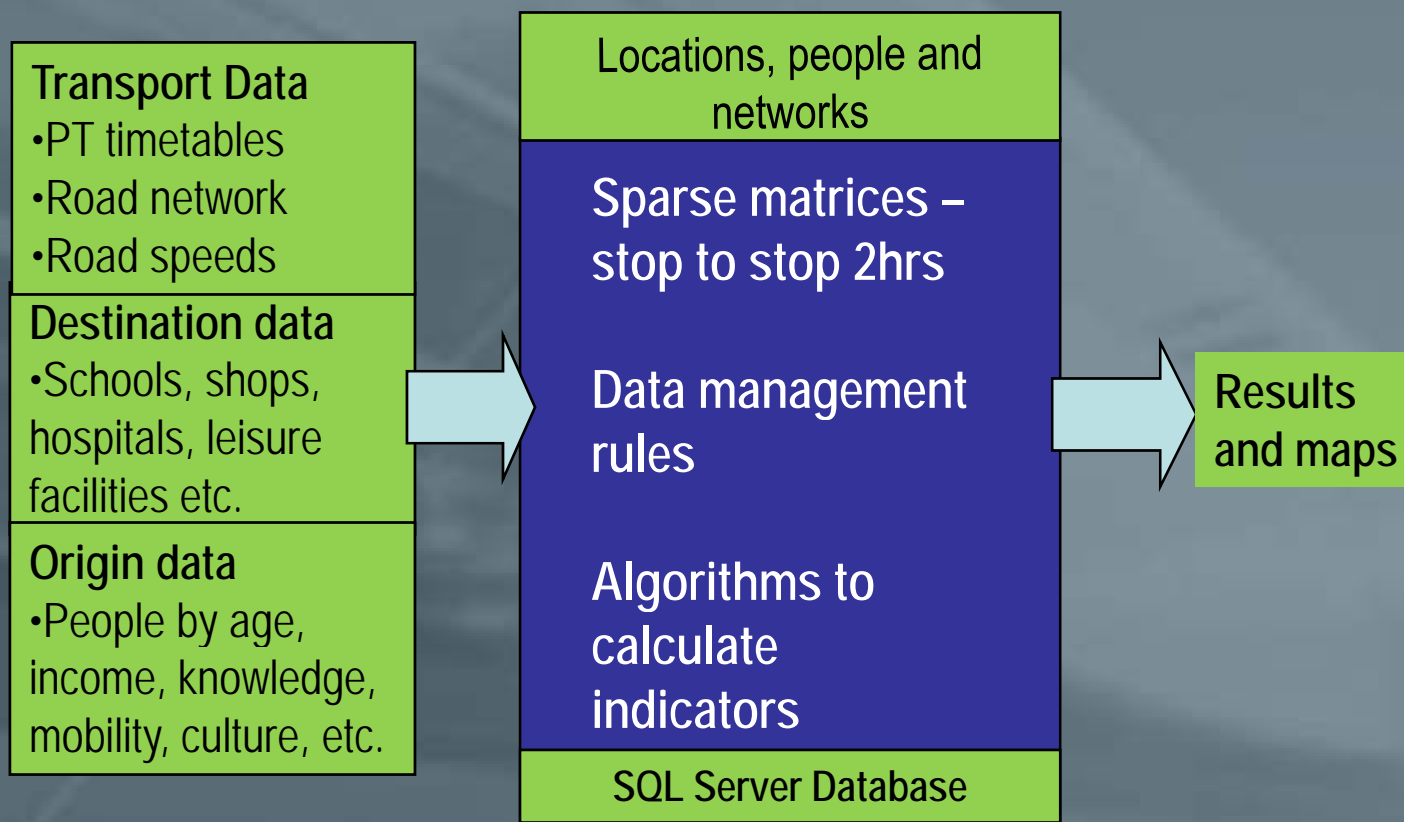 Transport Data
•PT timetables
•Road network
•Road speeds
Destination data
•Schools, shops,
hospitals, leisure
facilities etc.
Origin data
•People by age,
income, knowledge,
mobility, culture, etc.
Locations, people and
networks
Sparse matrices –
stop to stop 2hrs
Data management
rules
Algorithms to
calculate
indicators
SQL Server Database
Results
and maps